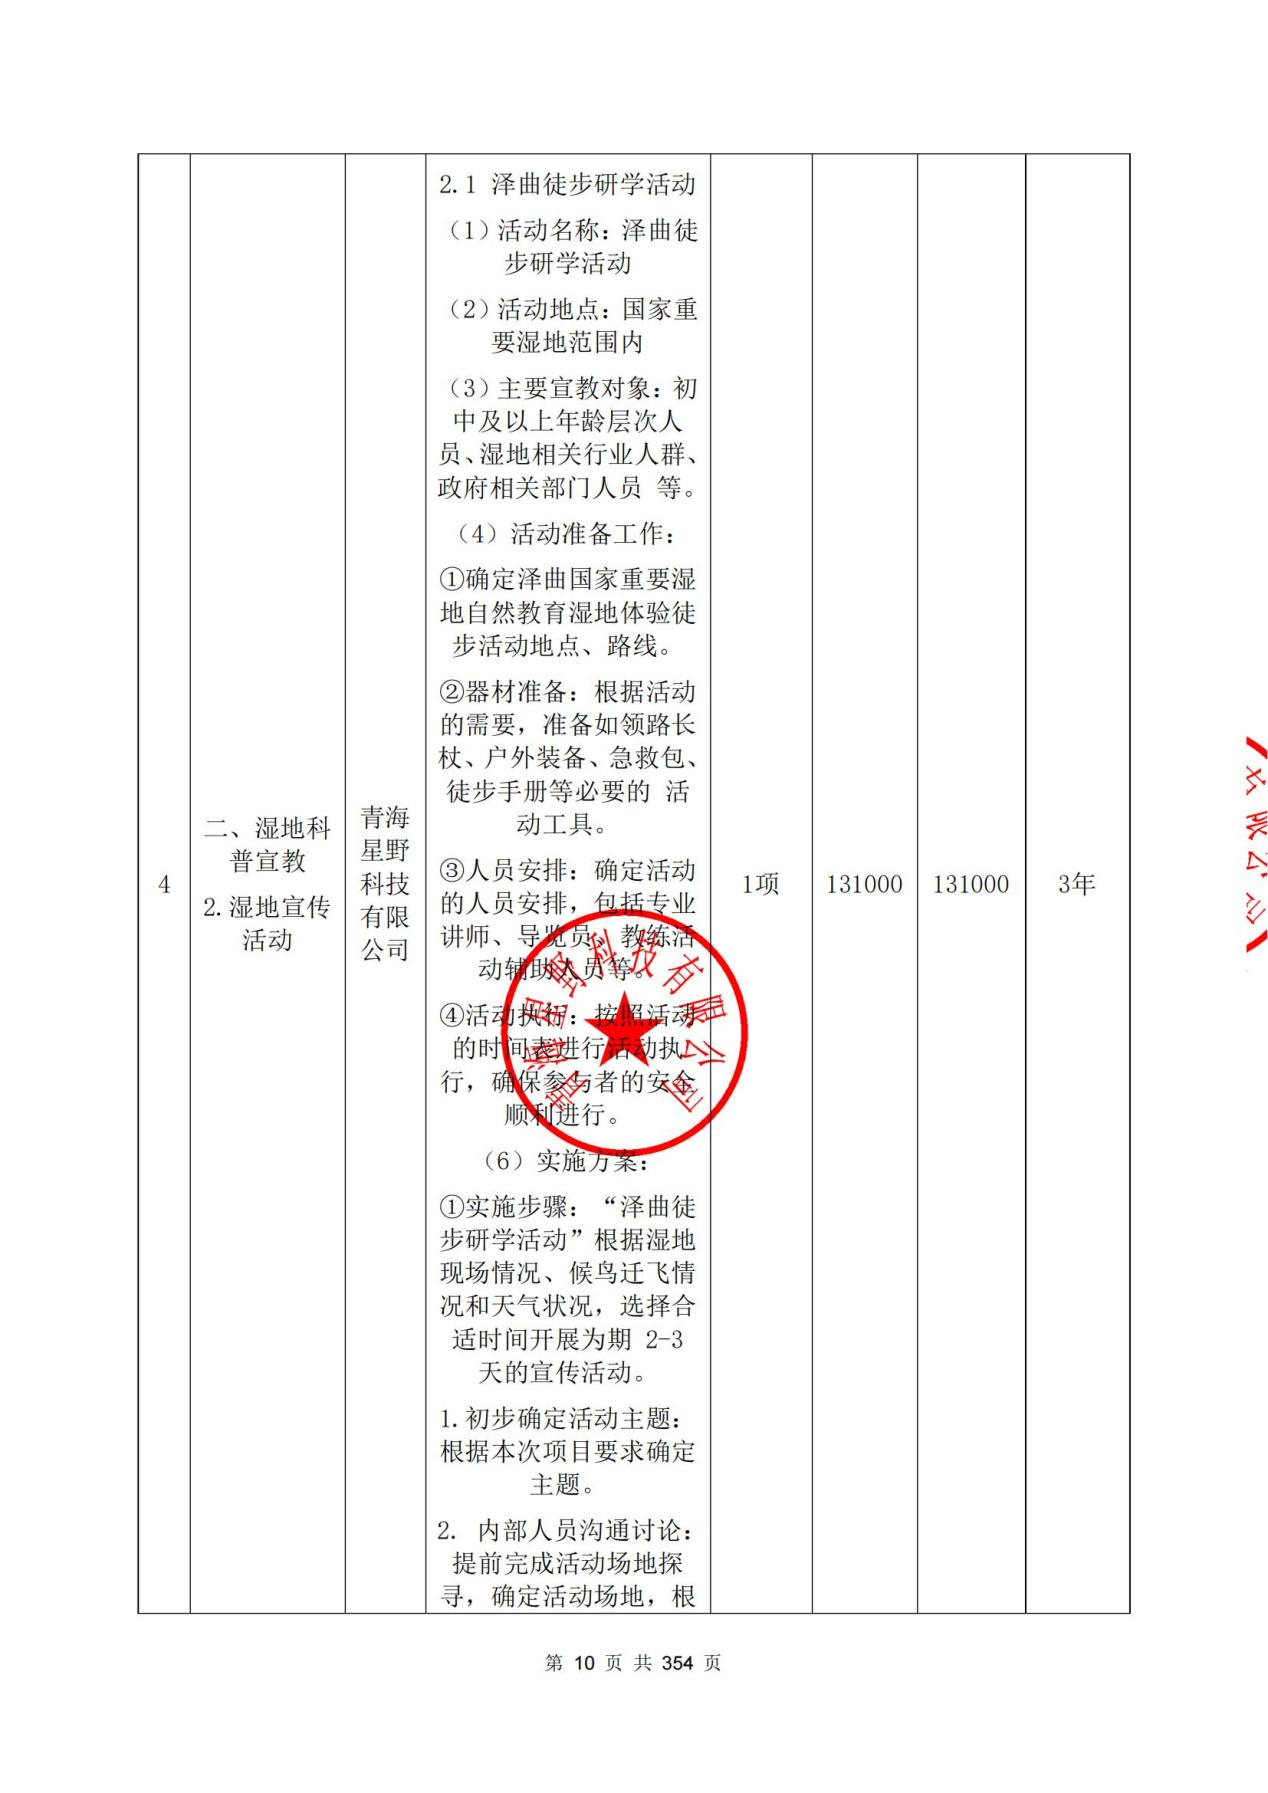 4
二、湿地科
普宣教
2.湿地宣传
活动
青海
星野
科技
有限
公司
2.1 泽曲徒步研学活动
（1）活动名称：泽曲徒
步研学活动
（2）活动地点：国家重
要湿地范围内
（3）主要宣教对象：初
中及以上年龄层次人
员、湿地相关行业人群、
政府相关部门人员 等。
（4）活动准备工作：
①确定泽曲国家重要湿
地自然教育湿地体验徒
步活动地点、路线。
②器材准备：根据活动
的需要，准备如领路长
杖、户外装备、急救包、
徒步手册等必要的 活
动工具。
③人员安排：确定活动
的人员安排，包括专业
讲师、导览员、教练活
动辅助人员等。
④活动执行：按照活动
的时间表进行活动执
行，确保参与者的安全
顺利进行。
（6）实施方案：
①实施步骤：“泽曲徒
步研学活动”根据湿地
现场情况、候鸟迁飞情
况和天气状况，选择合
适时间开展为期 2-3
天的宣传活动。
1.初步确定活动主题：
根据本次项目要求确定
主题。
2. 内部人员沟通讨论：
提前完成活动场地探
寻，确定活动场地，根
1项
131000
131000
3年
青海星野科技有限公司
第 10 页 共 354 页